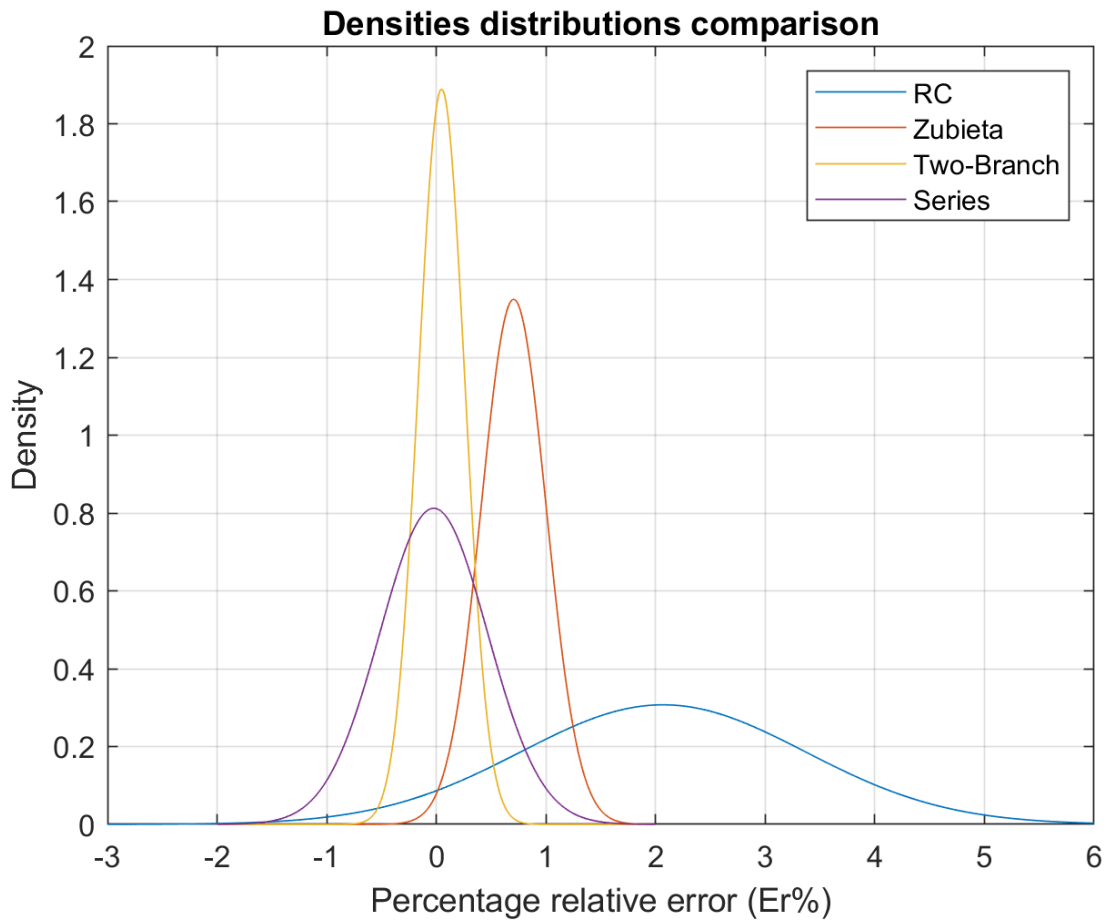 Densities distributions comparison
2
1.8
1.6
1.4
1.2
1
0.8
0.6
0.4
0.2
0
Density
RC
Zubieta
Two-Branch
Series
-3 -2 -1 0 1 2 3 4 5 6
Percentage relative error (Er%)